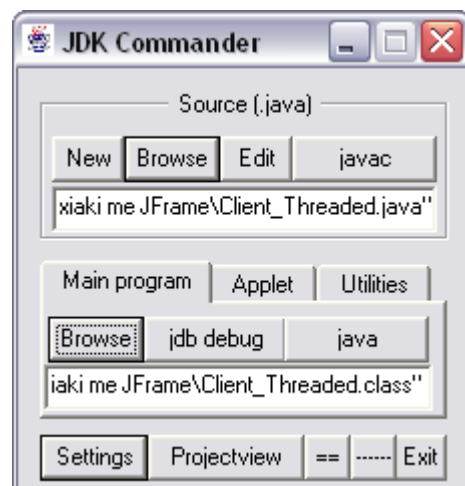 JDK Commander
Source (.java)
New Browse Edit javac
xiaki me JFrame\Client_Threaded.java"
Main program Applet Utilities
Browse jdb debug java
iaki me JFrame\Client_Threaded.class"
Settings Projectview == ------ Exit